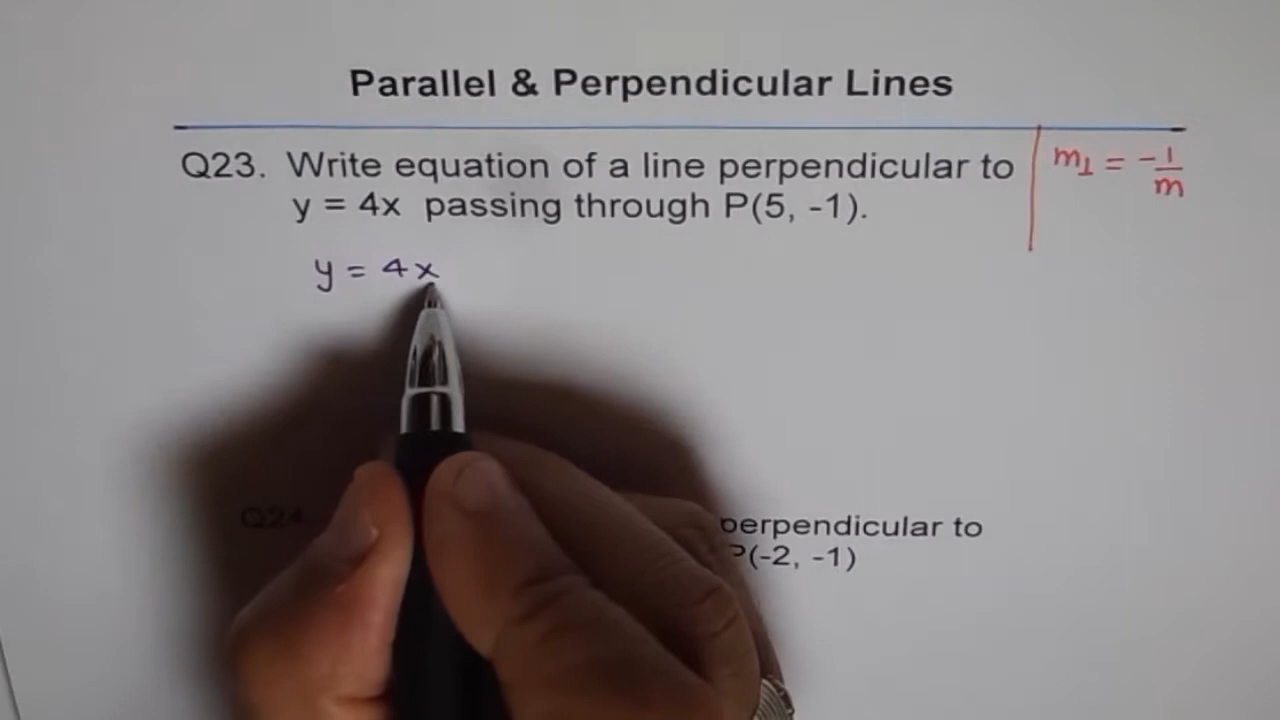 Parallel & Perpendicular Lines
Q23. Write equation of a line perpendicular to
y = 4x passing through P(5, -1).
m⊥ = -1/m
y = 4x
Q24. perpendicular to
P(-2, -1)